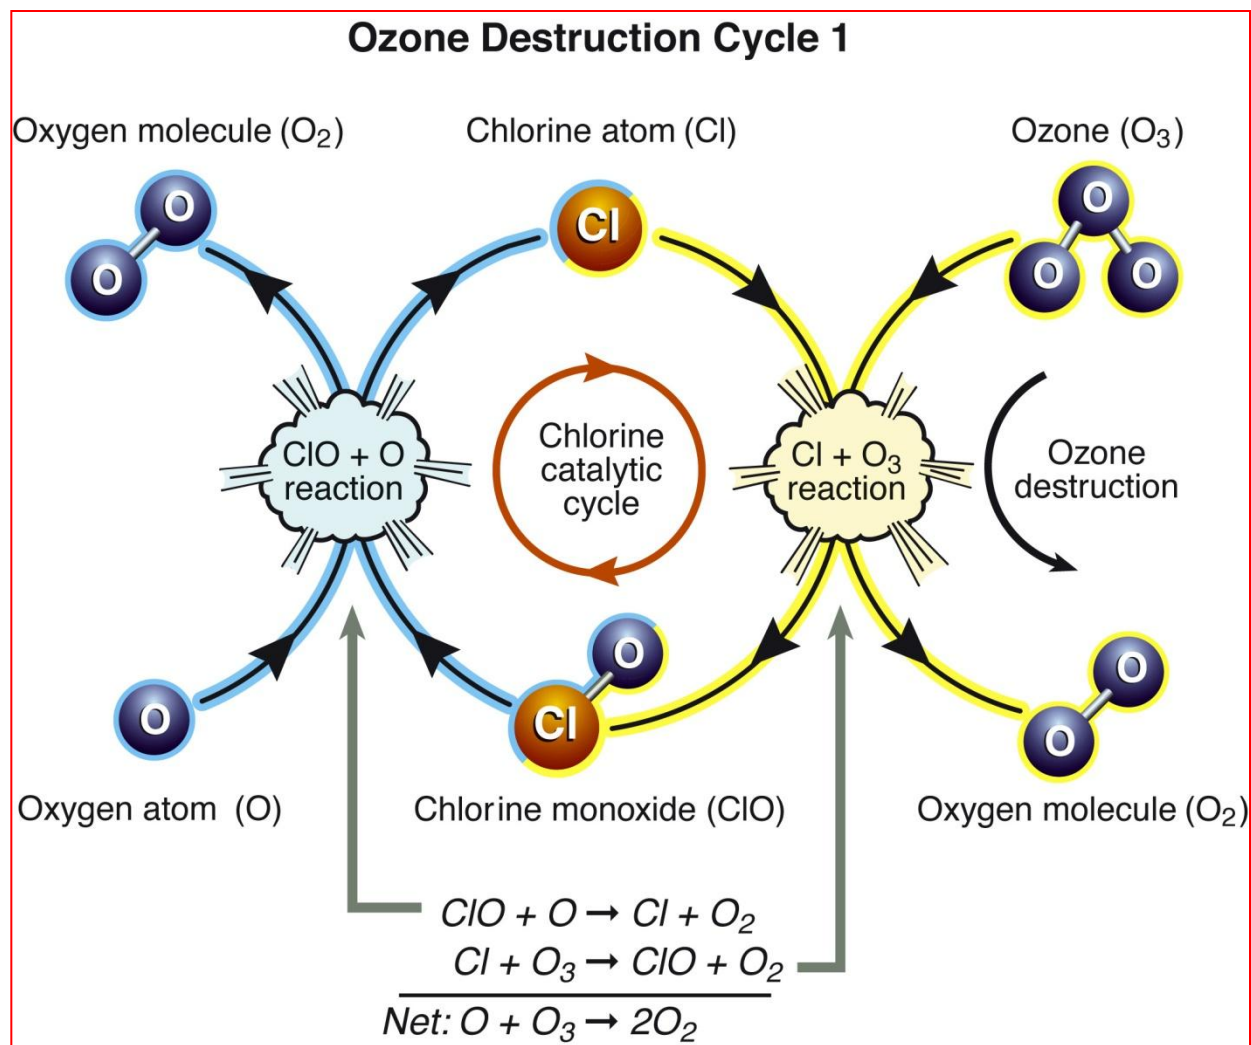 Ozone Destruction Cycle 1
Oxygen molecule (O₂)
Chlorine atom (Cl)
Ozone (O₃)
O
O
Cl
O
O
O
ClO + O
reaction
Chlorine
catalytic
cycle
Cl + O₃
reaction
Ozone
destruction
O
Cl
O
O
O
Oxygen atom (O)
Chlorine monoxide (ClO)
Oxygen molecule (O₂)
ClO + O → Cl + O₂
Cl + O₃ → ClO + O₂
Net: O + O₃ → 2O₂